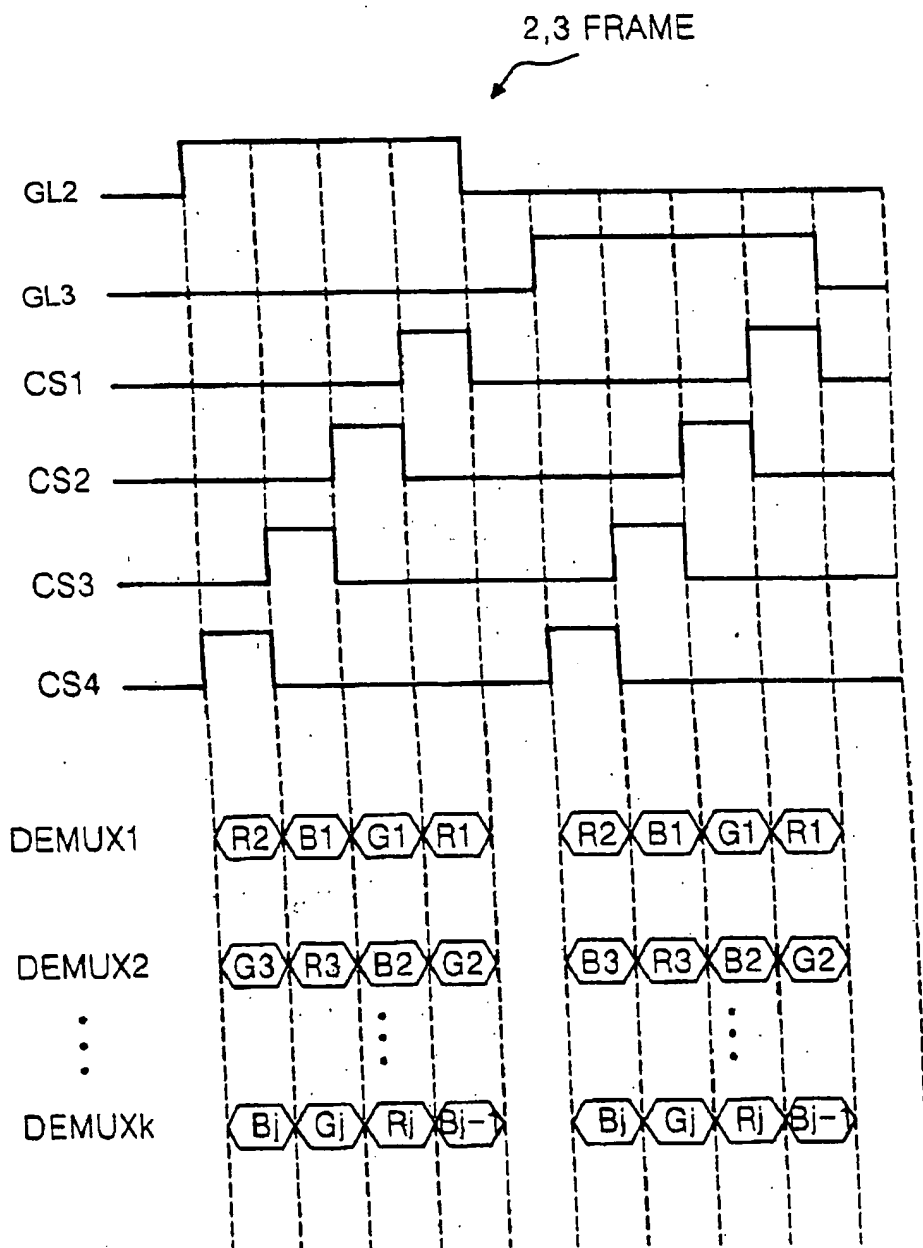 2,3 FRAME
GL2
GL3
CS1
CS2
CS3
CS4
DEMUX1 R2 B1 G1 R1 R2 B1 G1 R1
DEMUX2 G3 R3 B2 G2 B3 R3 B2 G2
DEMUXk Bj Gj Rj Bj-1 Bj Gj Rj Bj-1